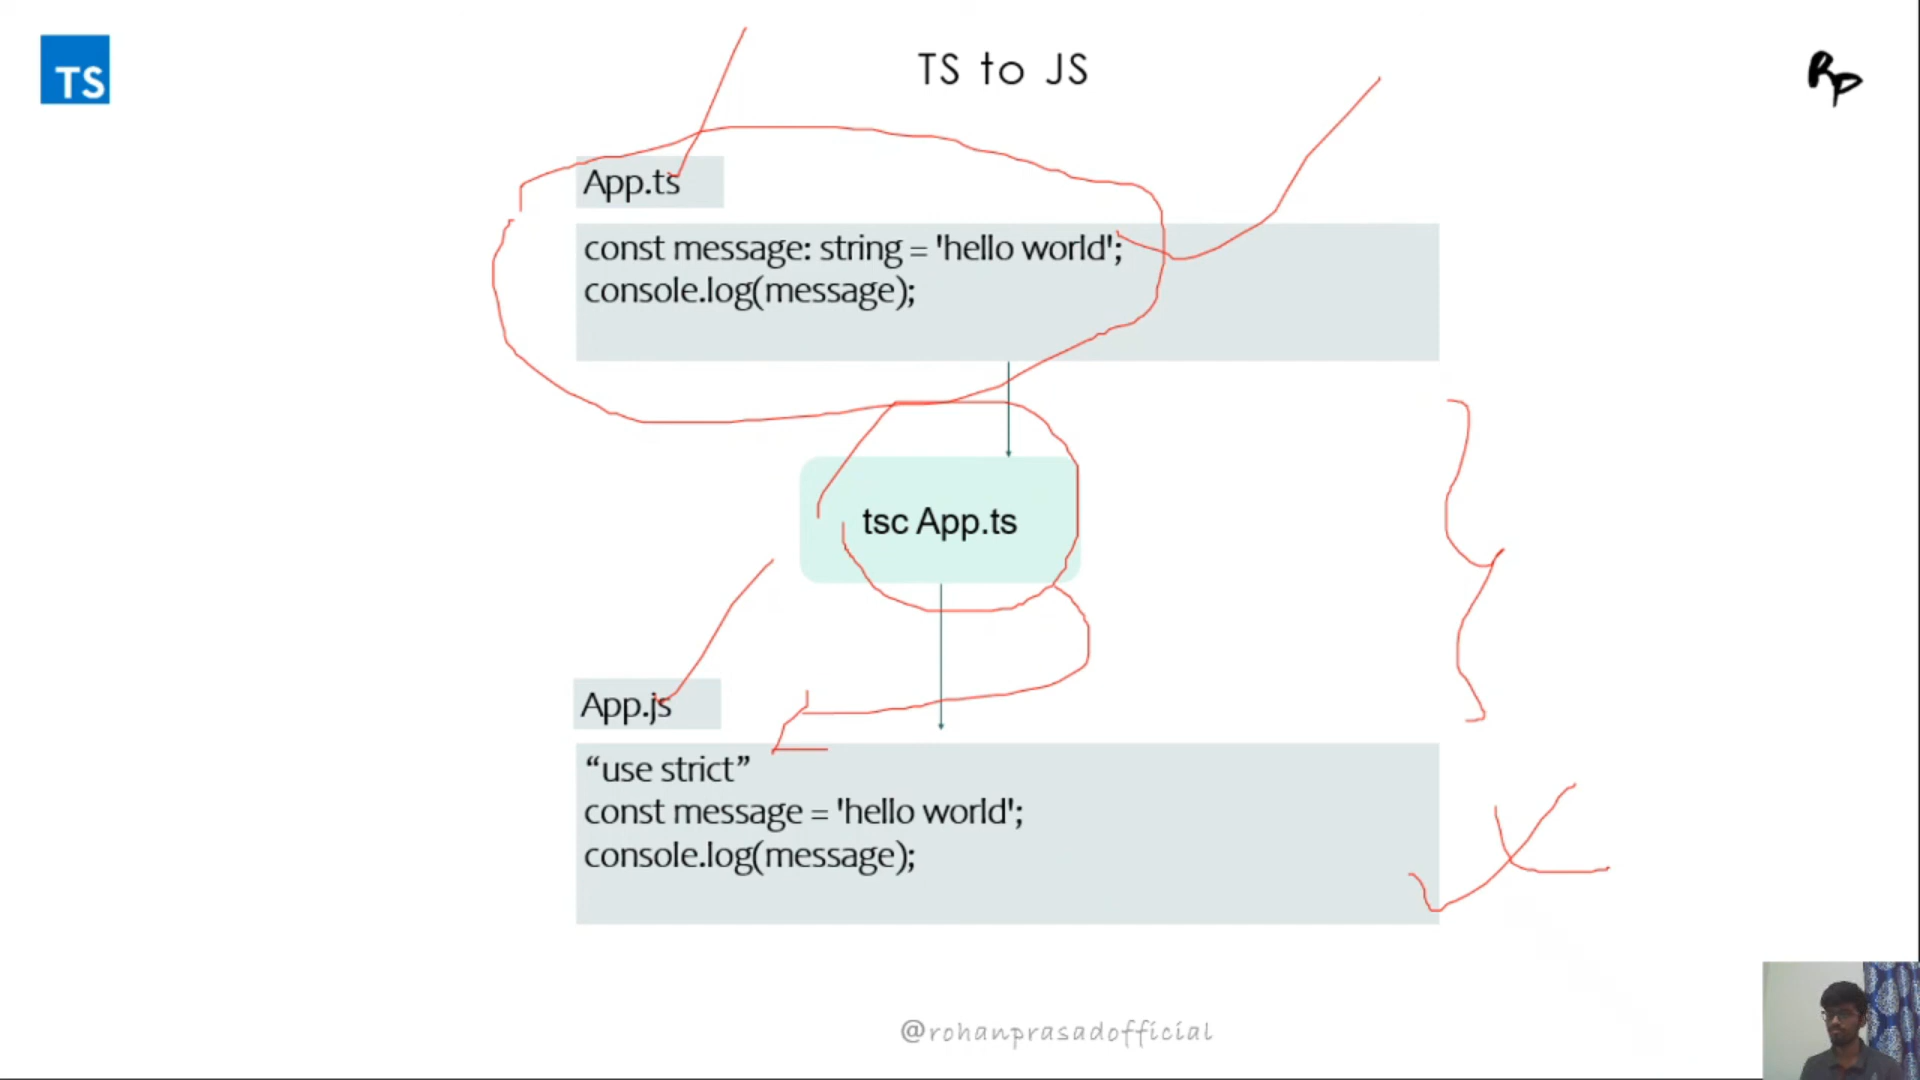 TS
TS to JS
RP
App.ts
const message: string = 'hello world';
console.log(message);
tsc App.ts
App.js
“use strict”
const message = 'hello world';
console.log(message);
@rohanprasadofficial